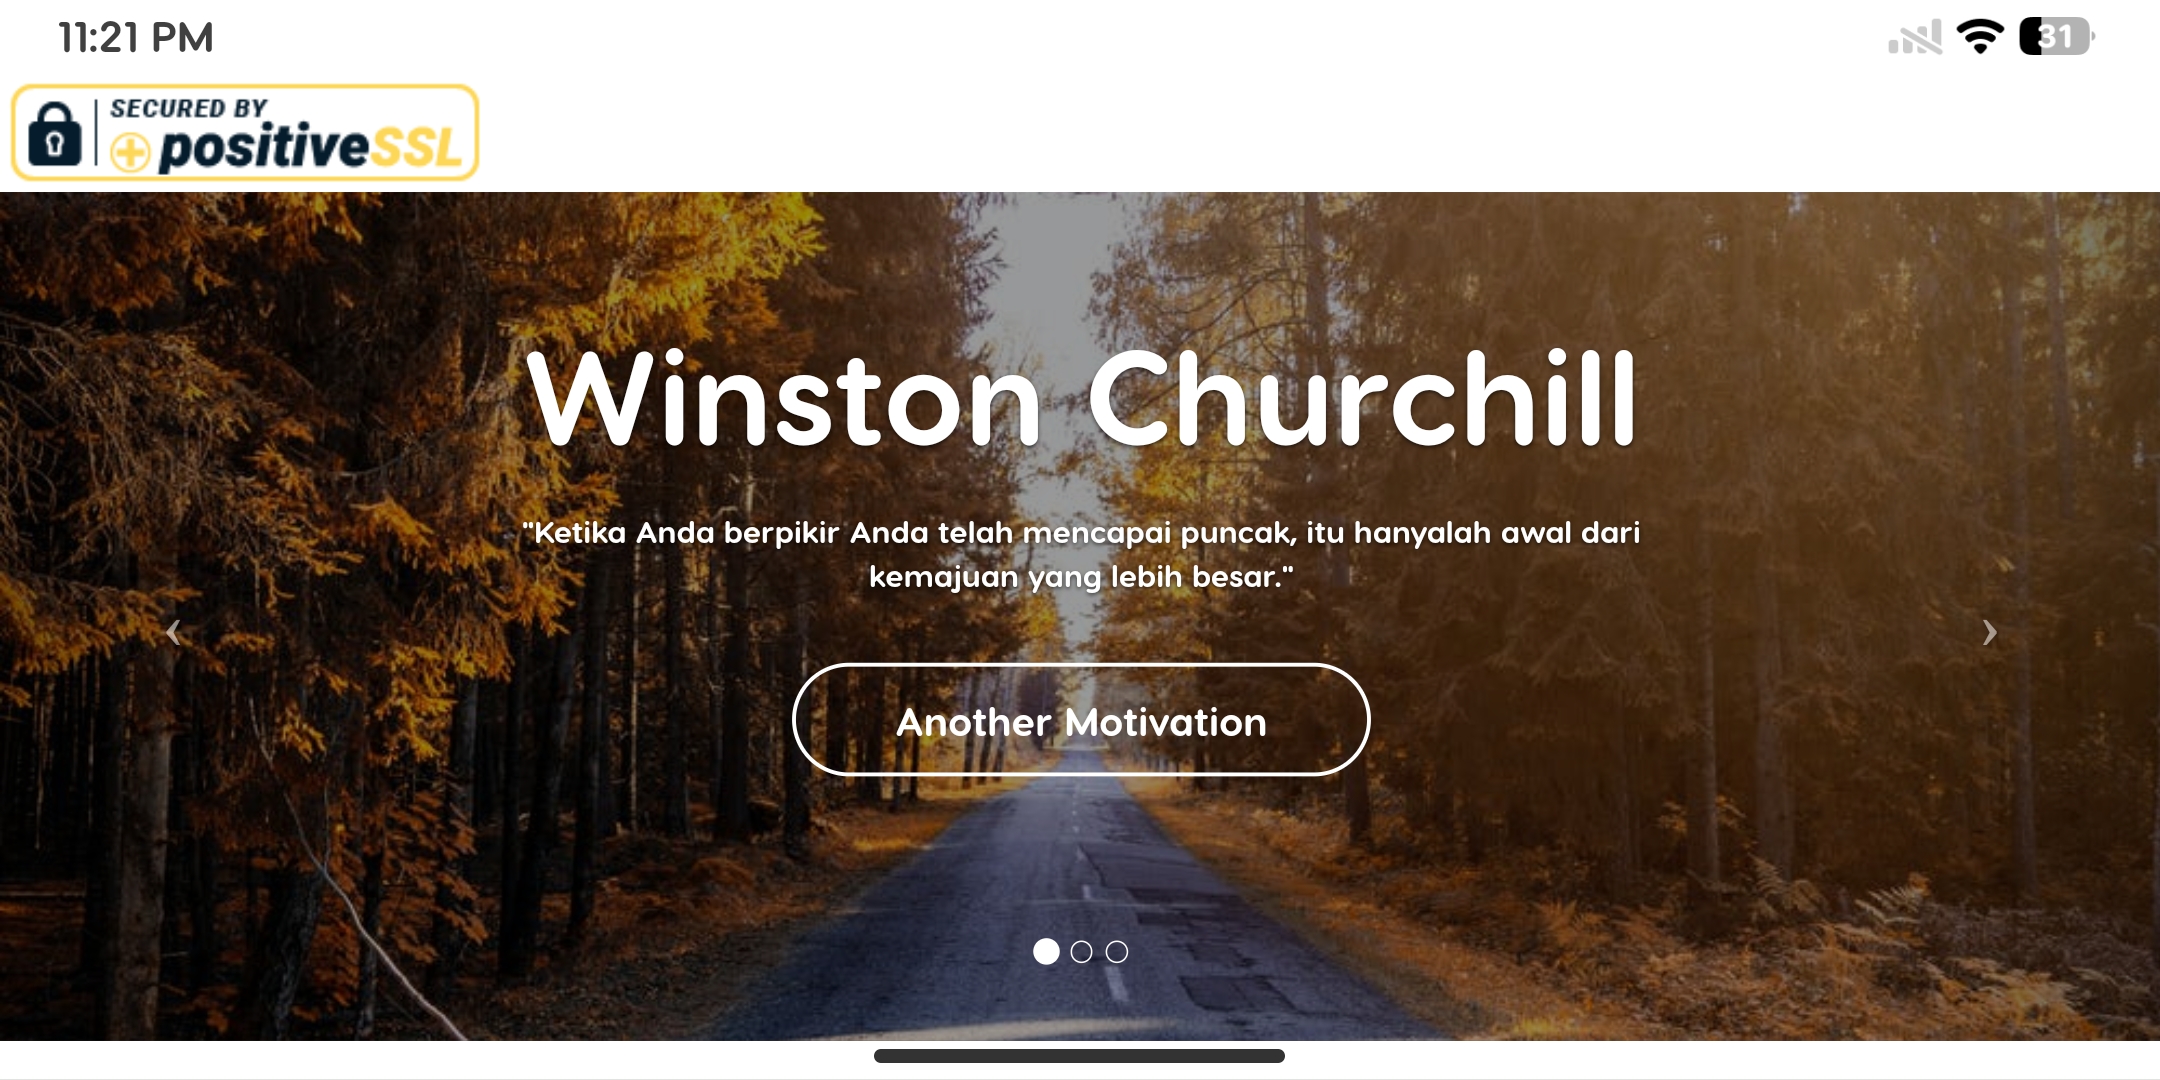 11:21 PM
31
SECURED BY
positiveSSL
Winston Churchill
"Ketika Anda berpikir Anda telah mencapai puncak, itu hanyalah awal dari
kemajuan yang lebih besar."
Another Motivation